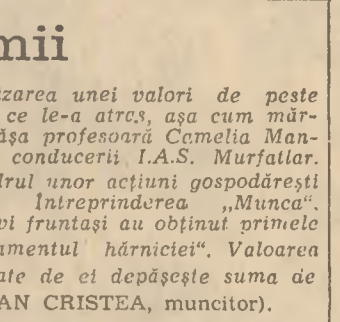 mii
zarea unei valori de peste
ce le-a atras, așa cum măr-
ășa profesoară Camelia Man-
conducerii I.A.S. Murfatlar.
drul unor acțiuni gospodărești
Întreprinderea „Munca“.
vi fruntași au obținut primele
amentul hărniciei“. Valoarea
ate de ei depășește suma de
AN CRISTEA, muncitor).